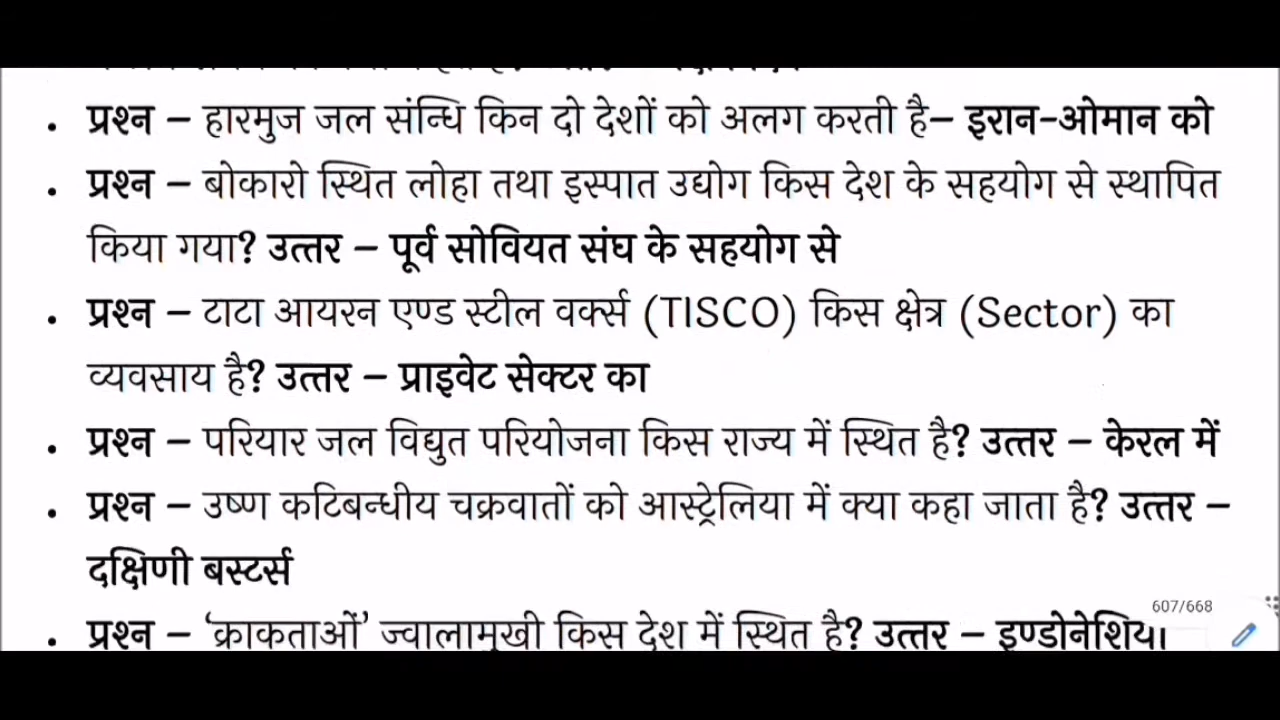 • प्रश्न – हारमुज जल संन्धि किन दो देशों को अलग करती है– इरान-ओमान को
• प्रश्न – बोकारो स्थित लोहा तथा इस्पात उद्योग किस देश के सहयोग से स्थापित
किया गया? उत्तर – पूर्व सोवियत संघ के सहयोग से
• प्रश्न – टाटा आयरन एण्ड स्टील वर्क्स (TISCO) किस क्षेत्र (Sector) का
व्यवसाय है? उत्तर – प्राइवेट सेक्टर का
• प्रश्न – परियार जल विद्युत परियोजना किस राज्य में स्थित है? उत्तर – केरल में
• प्रश्न – उष्ण कटिबन्धीय चक्रवातों को आस्ट्रेलिया में क्या कहा जाता है? उत्तर –
दक्षिणी बस्टर्स
607/668
• प्रश्न – ‘क्राकताओं’ ज्वालामुखी किस देश में स्थित है? उत्तर – इण्डोनेशिया